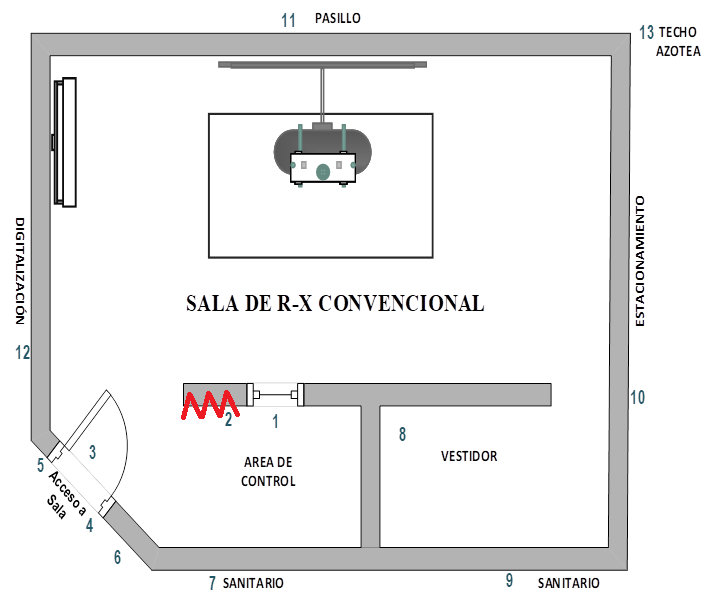 11 PASILLO
13 TECHO
AZOTEA
DIGITALIZACIÓN
ESTACIONAMIENTO
SALA DE R-X CONVENCIONAL
12
10
2
1
8
3
5
AREA DE
CONTROL
VESTIDOR
Acceso a
Sala
4
6
7 SANITARIO
9 SANITARIO